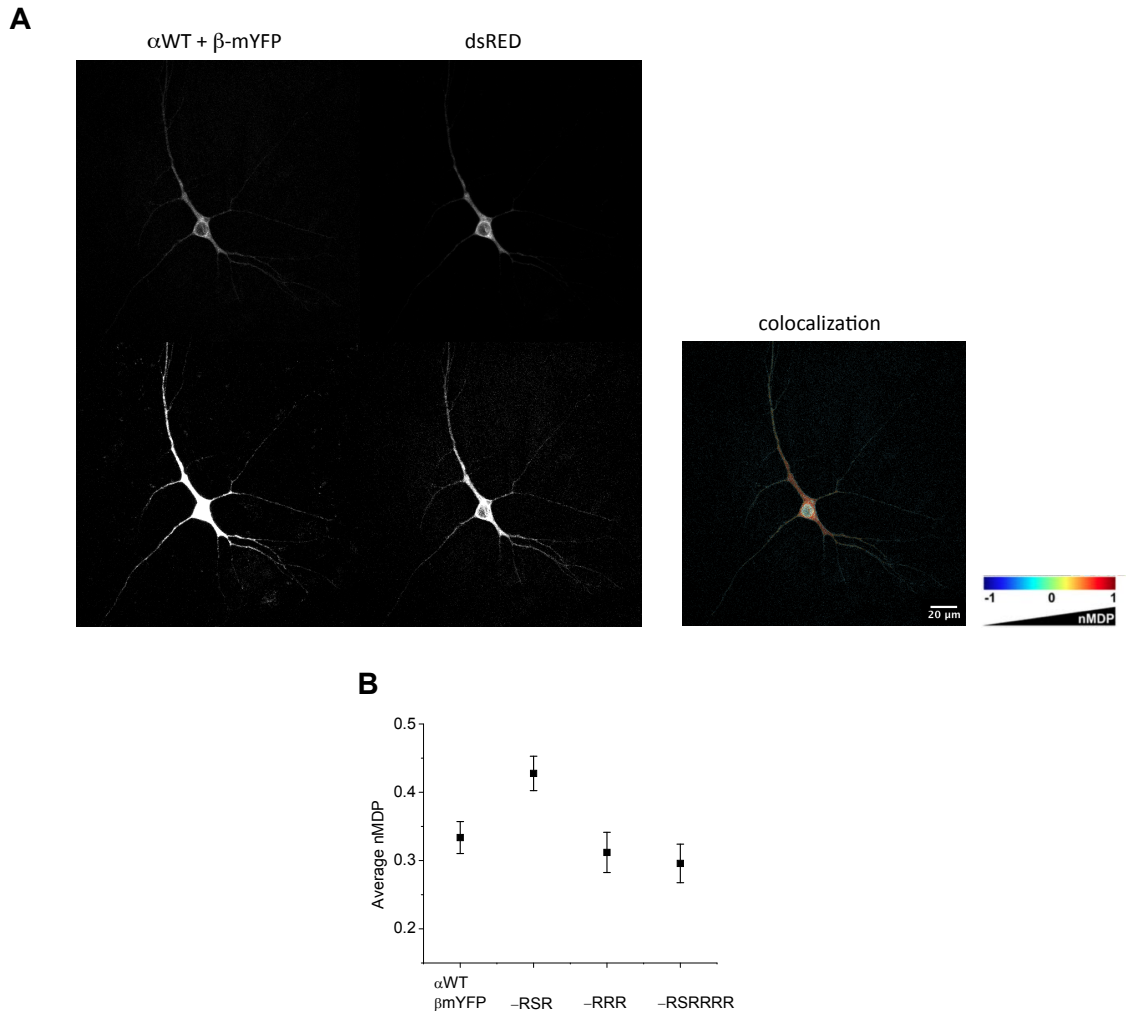 A
αWT + β-mYFP
dsRED
colocalization
20 μm
-1 0 1
nMDP
B
0.5
0.4
0.3
0.2
Average nMDP
αWT
βmYFP
–RSR
–RRR
–RSRRRR